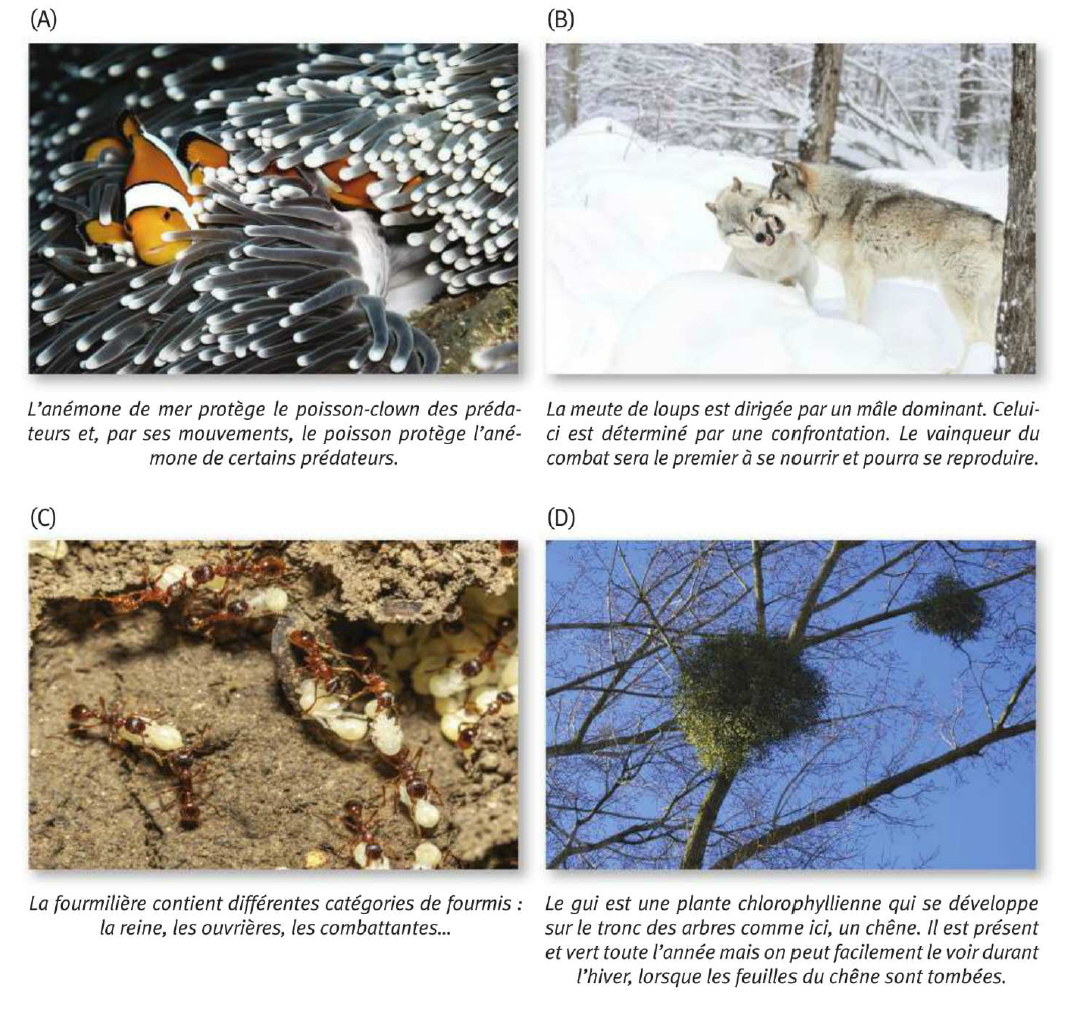 (A)
(B)
L'anémone de mer protège le poisson-clown des préda-
teurs et, par ses mouvements, le poisson protège l'ané-
mone de certains prédateurs.
La meute de loups est dirigée par un mâle dominant. Celui-
ci est déterminé par une confrontation. Le vainqueur du
combat sera le premier à se nourrir et pourra se reproduire.
(C)
(D)
La fourmilière contient différentes catégories de fourmis :
la reine, les ouvrières, les combattantes...
Le gui est une plante chlorophyllienne qui se développe
sur le tronc des arbres comme ici, un chêne. Il est présent
et vert toute l'année mais on peut facilement le voir durant
l'hiver, lorsque les feuilles du chêne sont tombées.